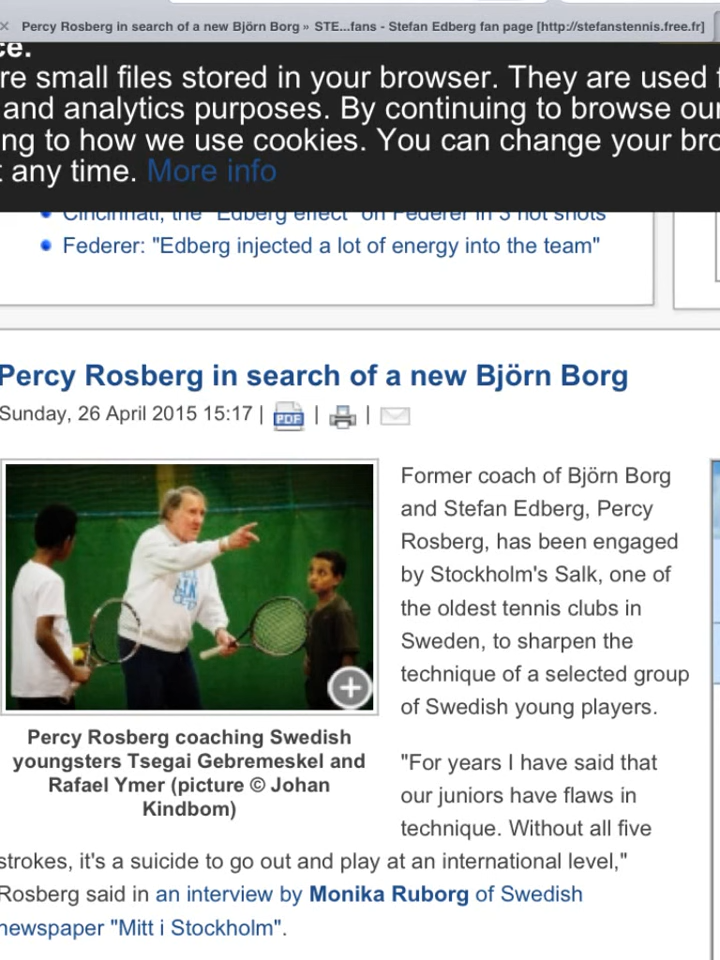 Percy Rosberg in search of a new Björn Borg » STE...fans - Stefan Edberg fan page [http://stefanstennis.free.fr]
ce.
re small files stored in your browser. They are used
and analytics purposes. By continuing to browse our
ng to how we use cookies. You can change your bro
t any time. More info
Cincinnati, the "Edberg effect" on Federer in 3 hot shots
Federer: "Edberg injected a lot of energy into the team"
Percy Rosberg in search of a new Björn Borg
Sunday, 26 April 2015 15:17 | PDF | |
Former coach of Björn Borg
and Stefan Edberg, Percy
Rosberg, has been engaged
by Stockholm's Salk, one of
the oldest tennis clubs in
Sweden, to sharpen the
technique of a selected group
of Swedish young players.
Percy Rosberg coaching Swedish
youngsters Tsegai Gebremeskel and
Rafael Ymer (picture © Johan
Kindbom)
"For years I have said that
our juniors have flaws in
technique. Without all five
strokes, it's a suicide to go out and play at an international level,"
Rosberg said in an interview by Monika Ruborg of Swedish
newspaper "Mitt i Stockholm".